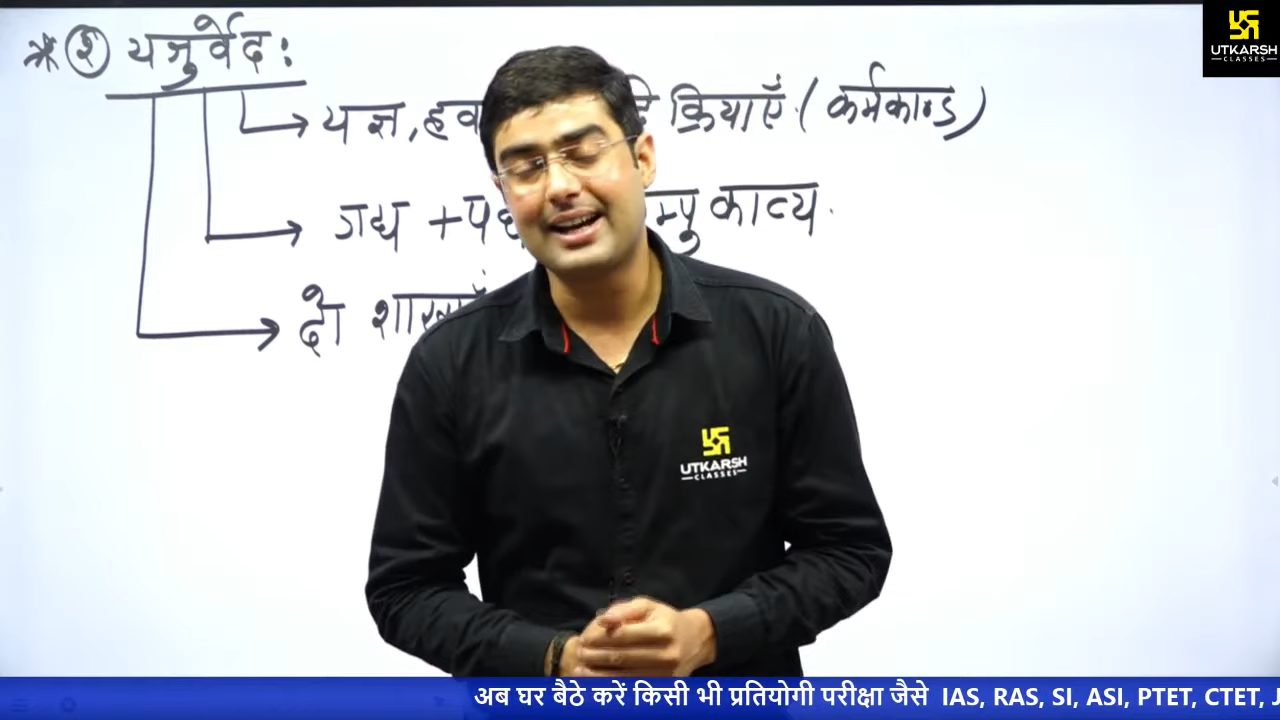 * ② यजुर्वेद :
UTKARSH
CLASSES
यज्ञ, हव क्रियाएँ (कर्मकाण्ड)
गद्य + पद्य म्पु काव्य
दो शाखाएँ
UTKARSH
CLASSES
अब घर बैठे करें किसी भी प्रतियोगी परीक्षा जैसे IAS, RAS, SI, ASI, PTET, CTET, J